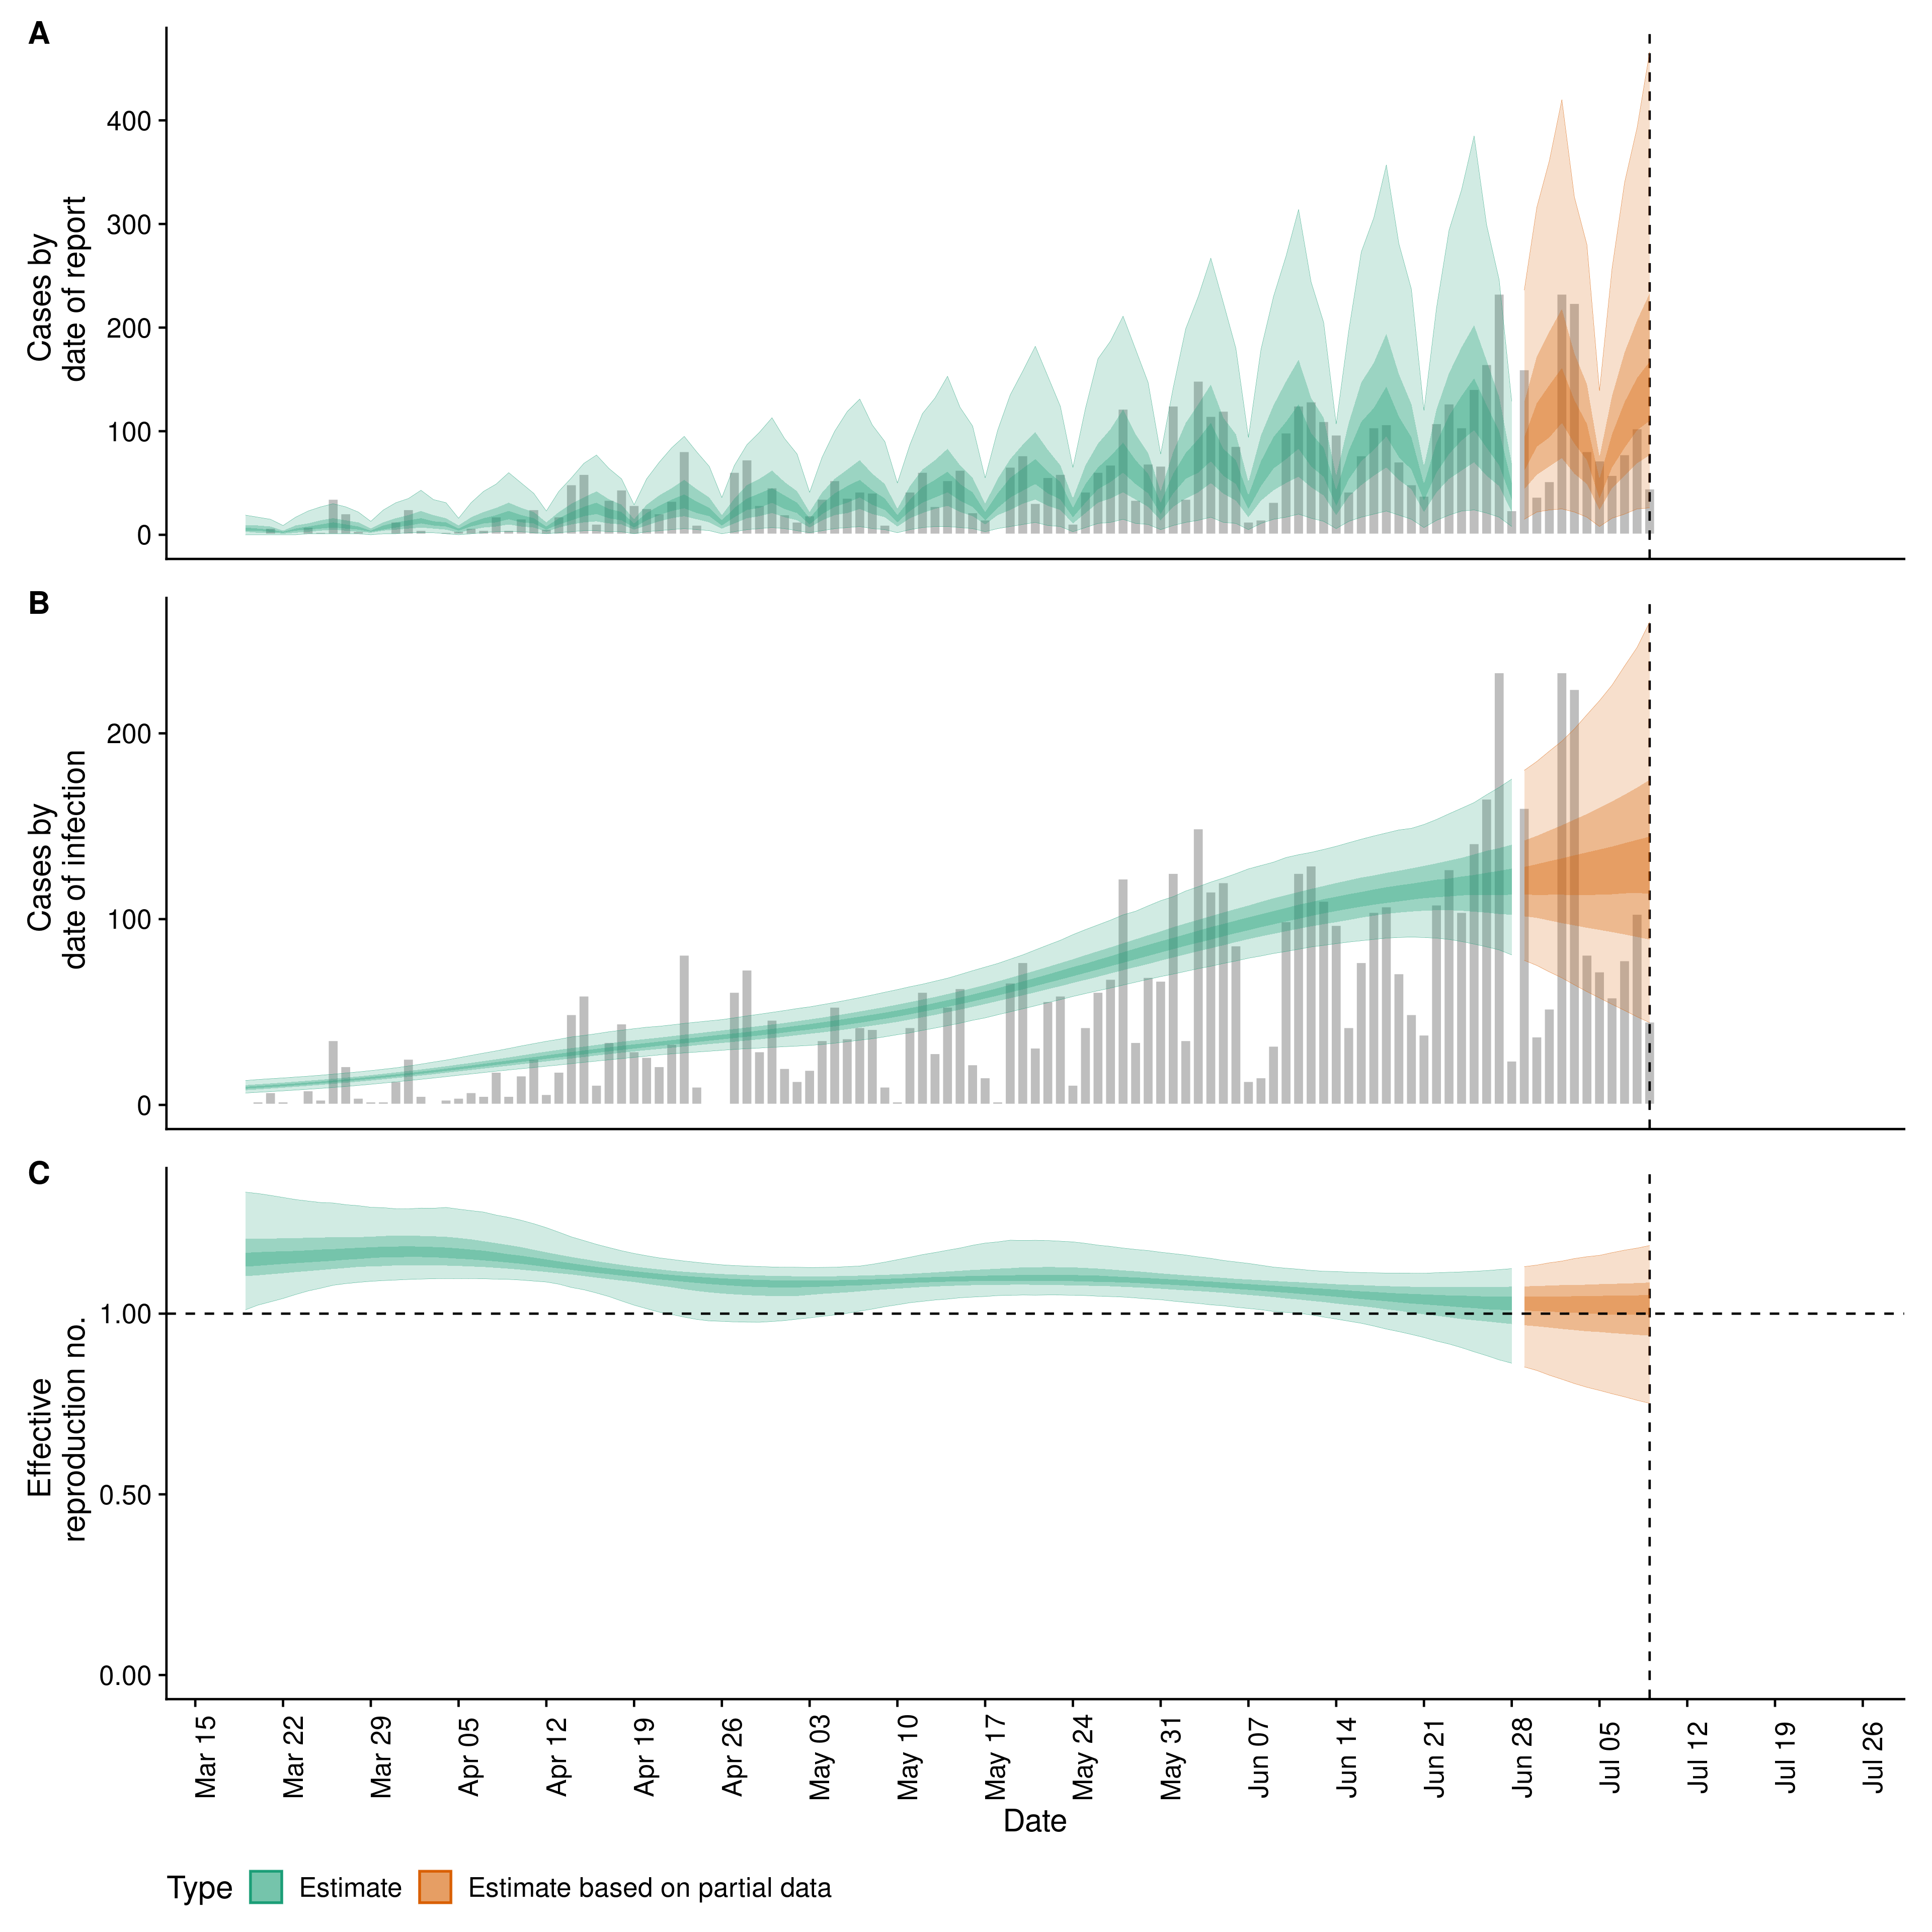 A
Cases by
date of report
400
300
200
100
0
B
Cases by
date of infection
200
100
0
C
Effective
reproduction no.
1.00
0.50
0.00
Mar 15
Mar 22
Mar 29
Apr 05
Apr 12
Apr 19
Apr 26
May 03
May 10
May 17
May 24
May 31
Jun 07
Jun 14
Jun 21
Jun 28
Jul 05
Jul 12
Jul 19
Jul 26
Date
Type Estimate Estimate based on partial data